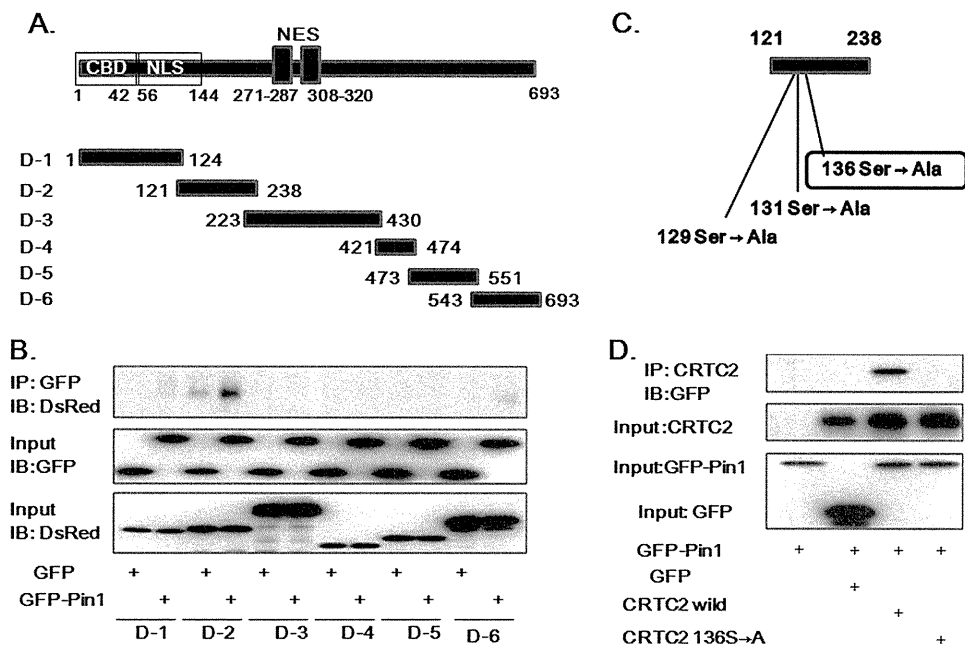 A.
NES
CBD NLS
1 42 56 144 271-287 308-320 693
D-1 1 124
D-2 121 238
D-3 223 430
D-4 421 474
D-5 473 551
D-6 543 693
B.
IP: GFP
IB: DsRed
Input
IB:GFP
Input
IB:DsRed
GFP + + + + + +
GFP-Pin1 + + + + + +
D-1 D-2 D-3 D-4 D-5 D-6
C.
121 238
136 Ser→Ala
131 Ser→Ala
129 Ser→Ala
D.
IP: CRTC2
IB:GFP
Input:CRTC2
Input:GFP-Pin1
Input: GFP
GFP-Pin1 + + + +
GFP +
CRTC2 wild +
CRTC2 136S→A +